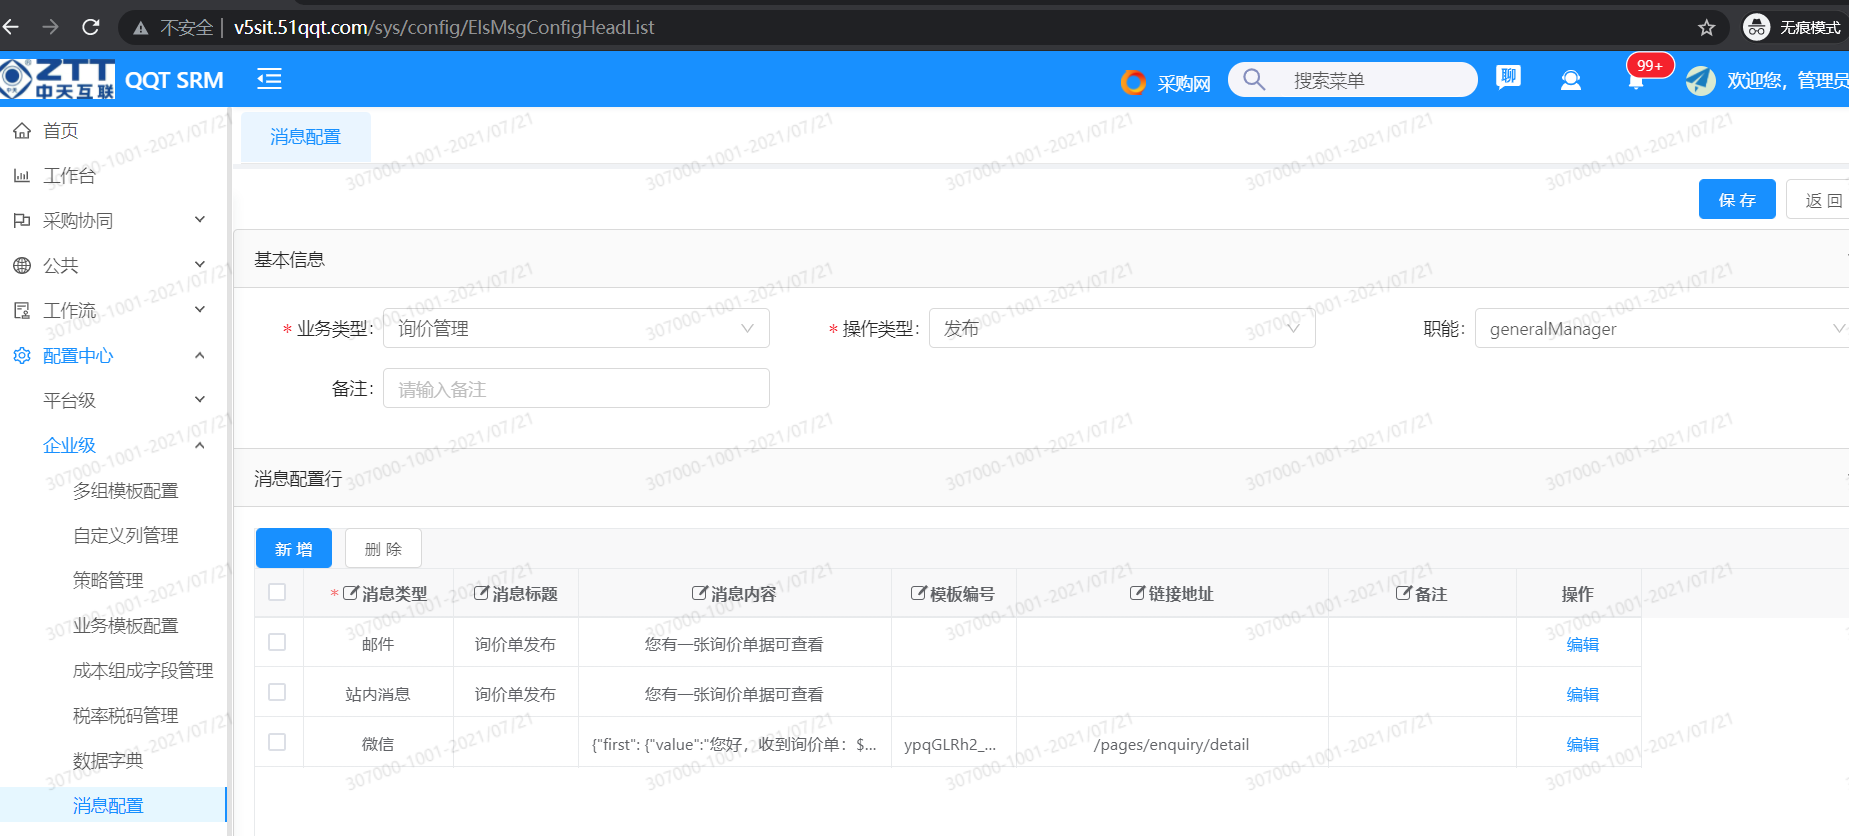 不安全 v5sit.51qqt.com/sys/config/ElsMsgConfigHeadList
无痕模式
ZTT
中天互联
QQT SRM
采购网
搜索菜单
聊
99+
欢迎您，管理员
首页
工作台
采购协同
公共
工作流
配置中心
平台级
企业级
多组模板配置
自定义列管理
策略管理
业务模板配置
成本组成字段管理
税率税码管理
数据字典
消息配置
消息配置
保 存
返 回
基本信息
* 业务类型： 询价管理
* 操作类型： 发布
职能： generalManager
备注： 请输入备注
消息配置行
新 增
删 除
* 消息类型 消息标题 消息内容 模板编号 链接地址 备注 操作
邮件 询价单发布 您有一张询价单据可查看 编辑
站内消息 询价单发布 您有一张询价单据可查看 编辑
微信 {"first": {"value":"您好，收到询价单：$... ypqGLRh2_... /pages/enquiry/detail 编辑
307000-1001-2021/07/21